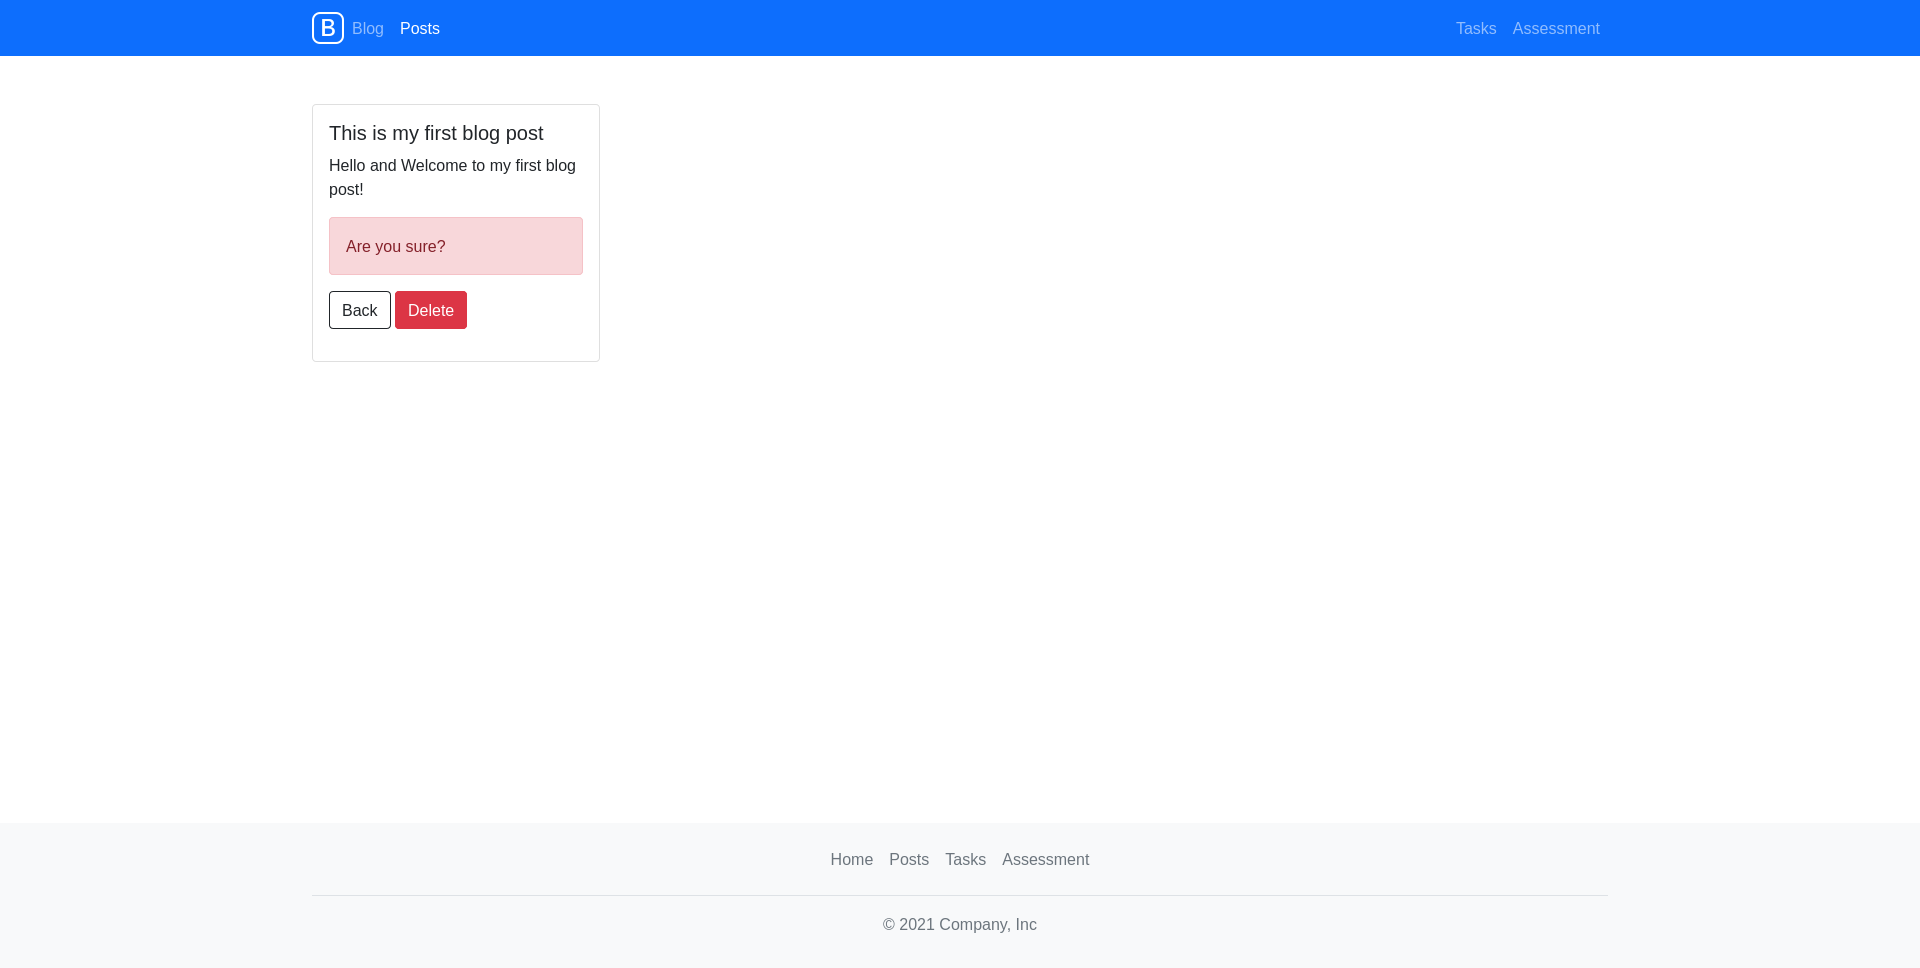 B Blog Posts Tasks Assessment
This is my first blog post
Hello and Welcome to my first blog
post!
Are you sure?
Back Delete
Home Posts Tasks Assessment
© 2021 Company, Inc